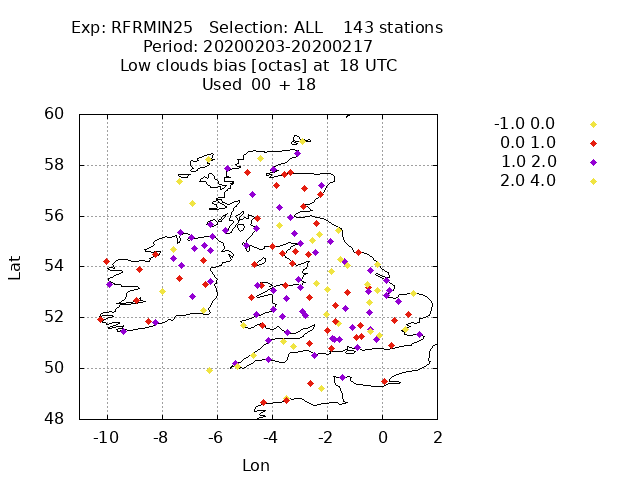 Exp: RFRMIN25 Selection: ALL 143 stations
Period: 20200203-20200217
Low clouds bias [octas] at 18 UTC
Used 00 + 18
-1.0 0.0
0.0 1.0
1.0 2.0
2.0 4.0
60
58
56
54
52
50
48
Lat
-10 -8 -6 -4 -2 0 2
Lon